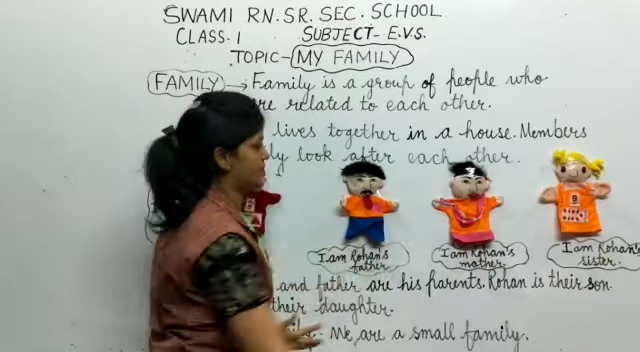 SWAMI RN. SR. SEC. SCHOOL
CLASS. 1 SUBJECT- E.V.S.
TOPIC- MY FAMILY
FAMILY → Family is a group of people who
related to each other.
lives together in a house. Members
look after each other.
I am Rohan's father. I am Rohan's mother. I am Rohan's sister.
and father are his parents. Rohan is their son
their daughter.
We are a small family.